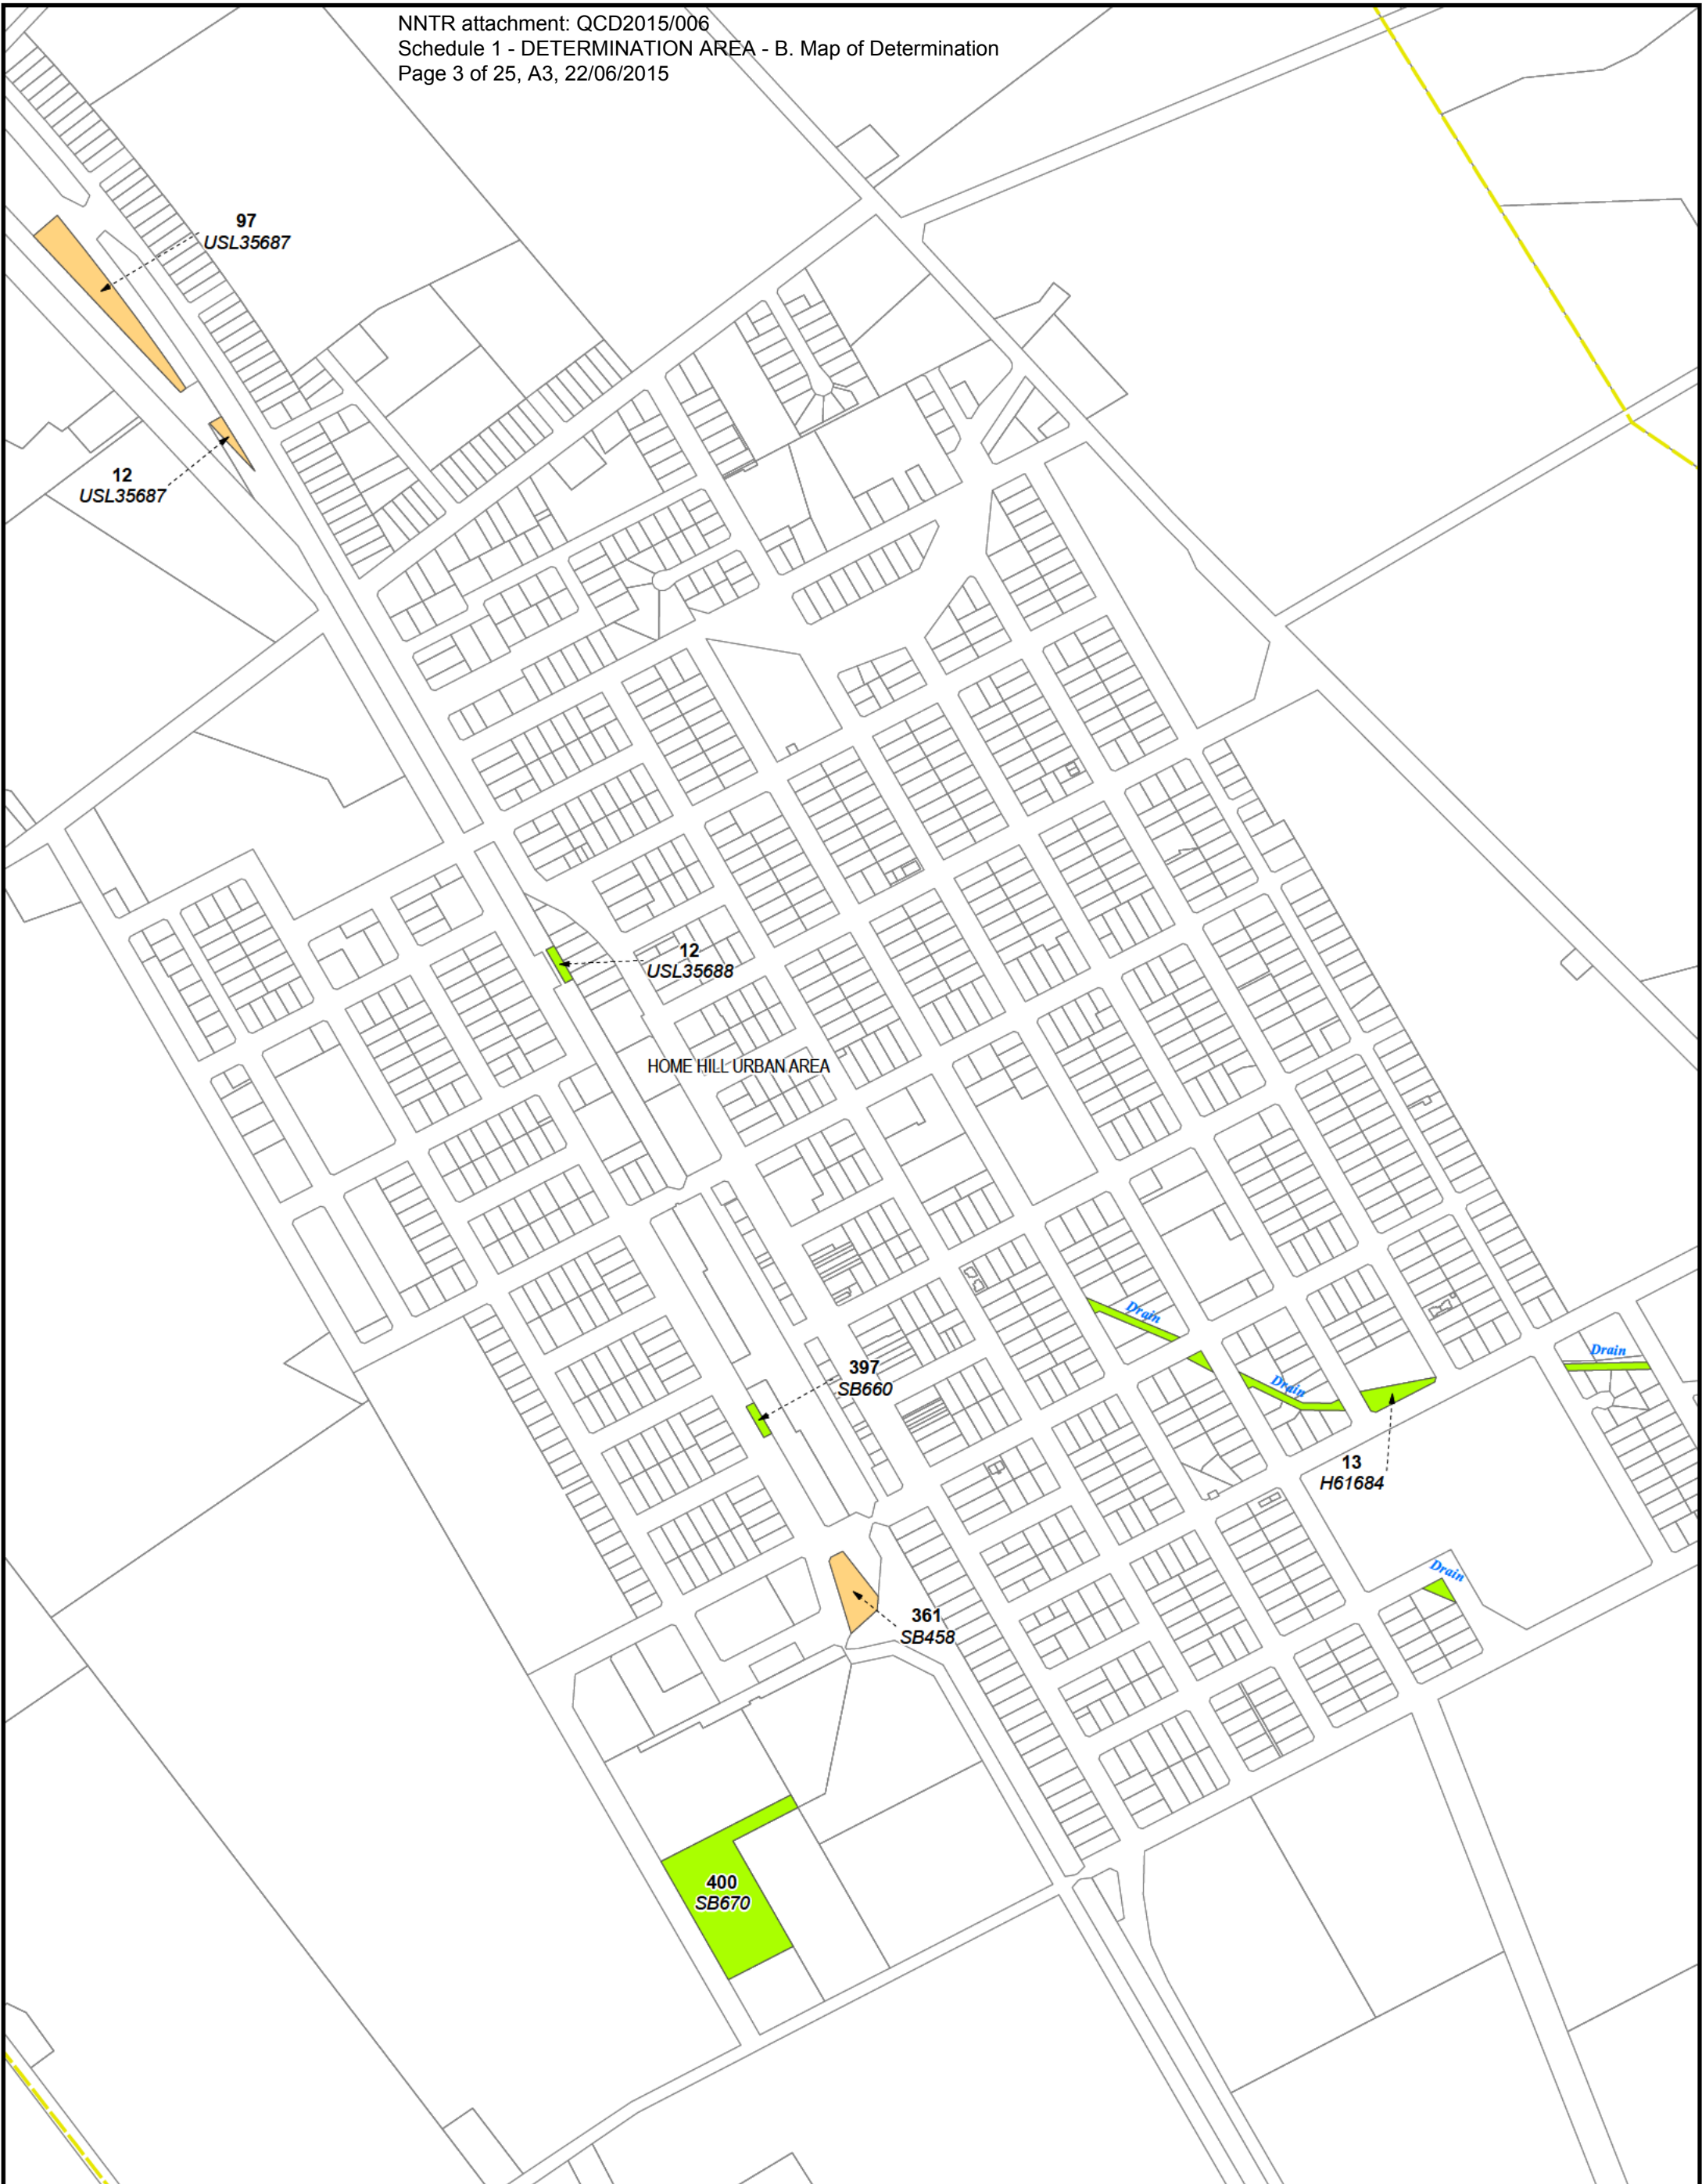 NNTR attachment: QCD2015/006
Schedule 1 - DETERMINATION AREA - B. Map of Determination
Page 3 of 25, A3, 22/06/2015
97
USL35687
12
USL35687
12
USL35688
HOME HILL URBAN AREA
Drain
Drain
Drain
397
SB660
13
H61684
Drain
361
SB458
400
SB670